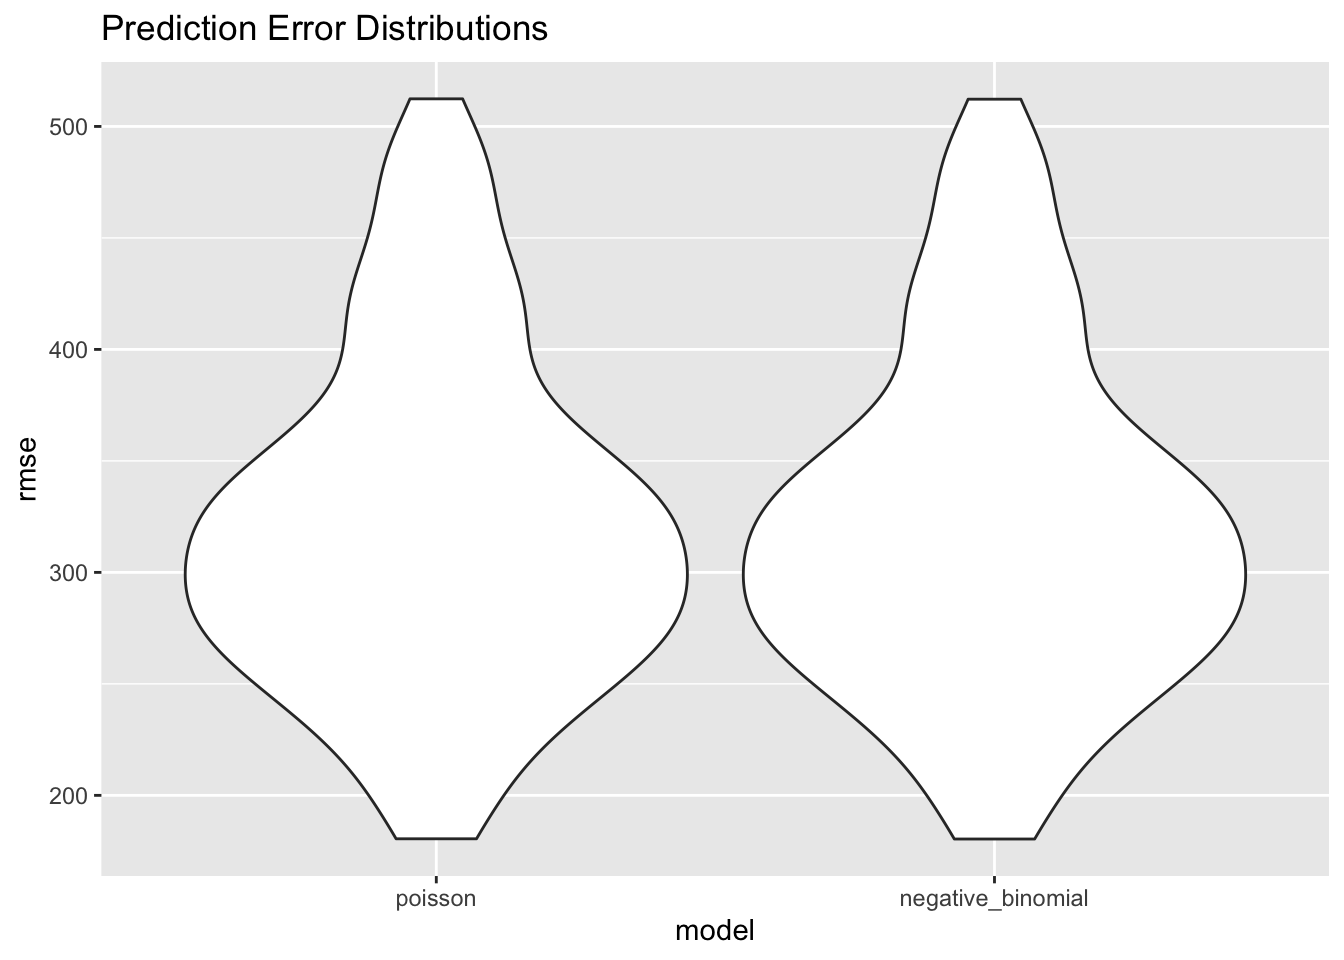 Prediction Error Distributions
500
400
300
200
rmse
poisson negative_binomial
model